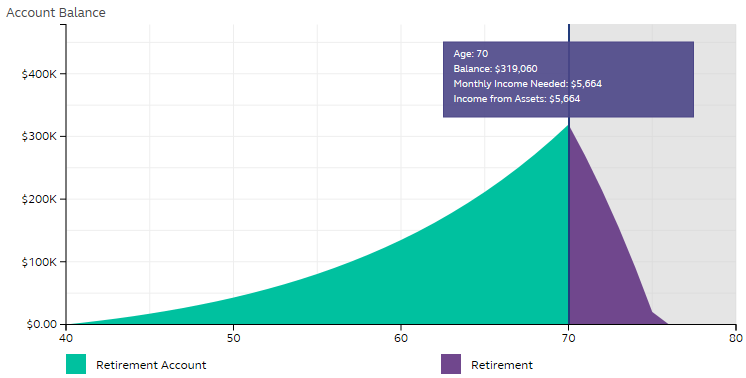 Account Balance
$400K
$300K
$200K
$100K
$0.00
Age: 70
Balance: $319,060
Monthly Income Needed: $5,664
Income from Assets: $5,664
40
50
60
70
80
Retirement Account
Retirement